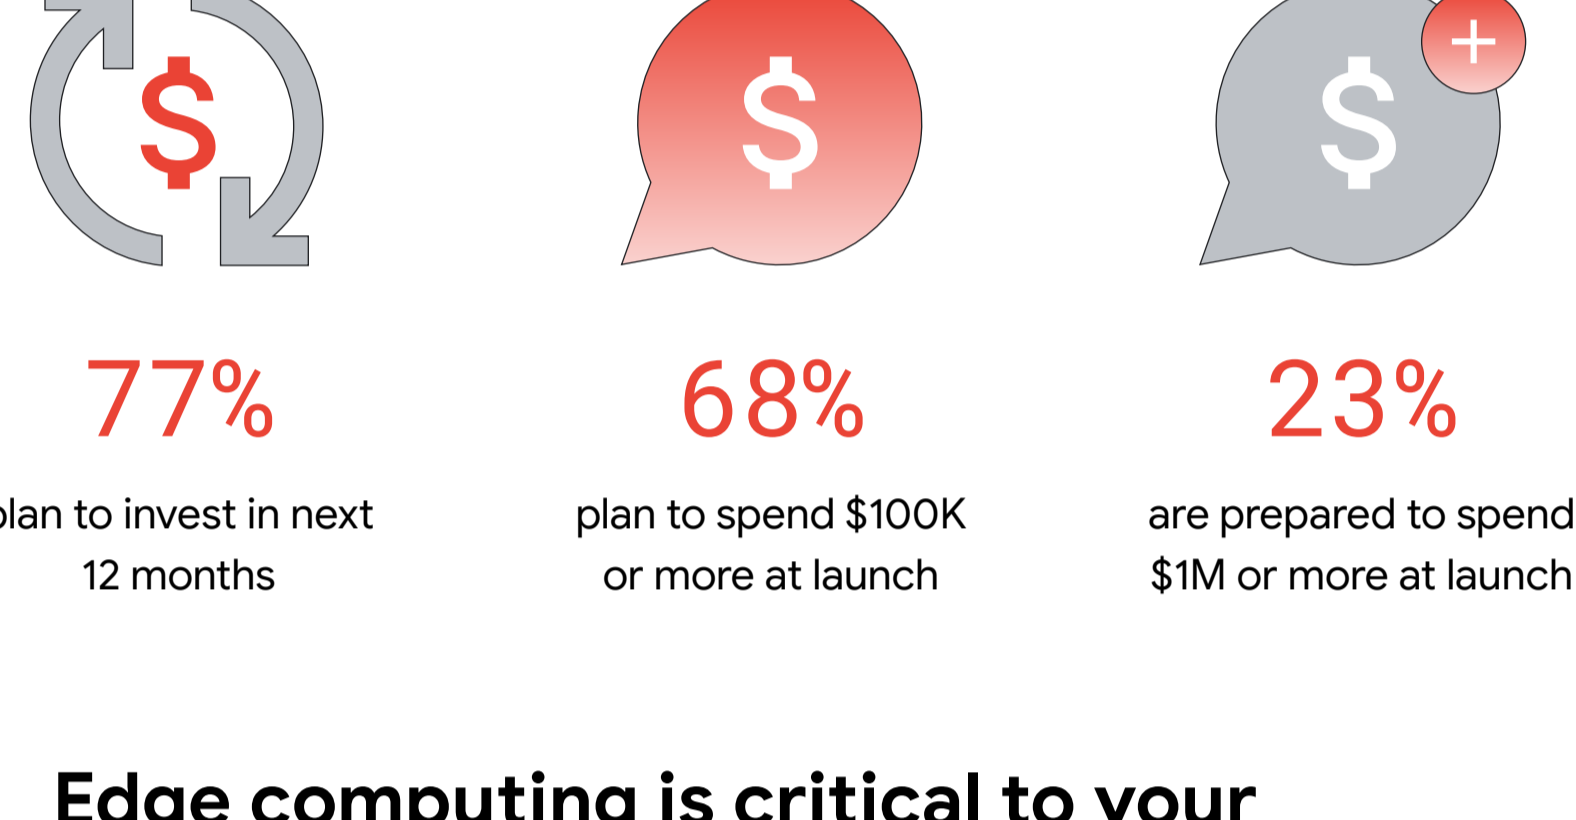 $
$
$
+
77%
68%
23%
plan to invest in next
12 months
plan to spend $100K
or more at launch
are prepared to spend
$1M or more at launch
Edge computing is critical to your